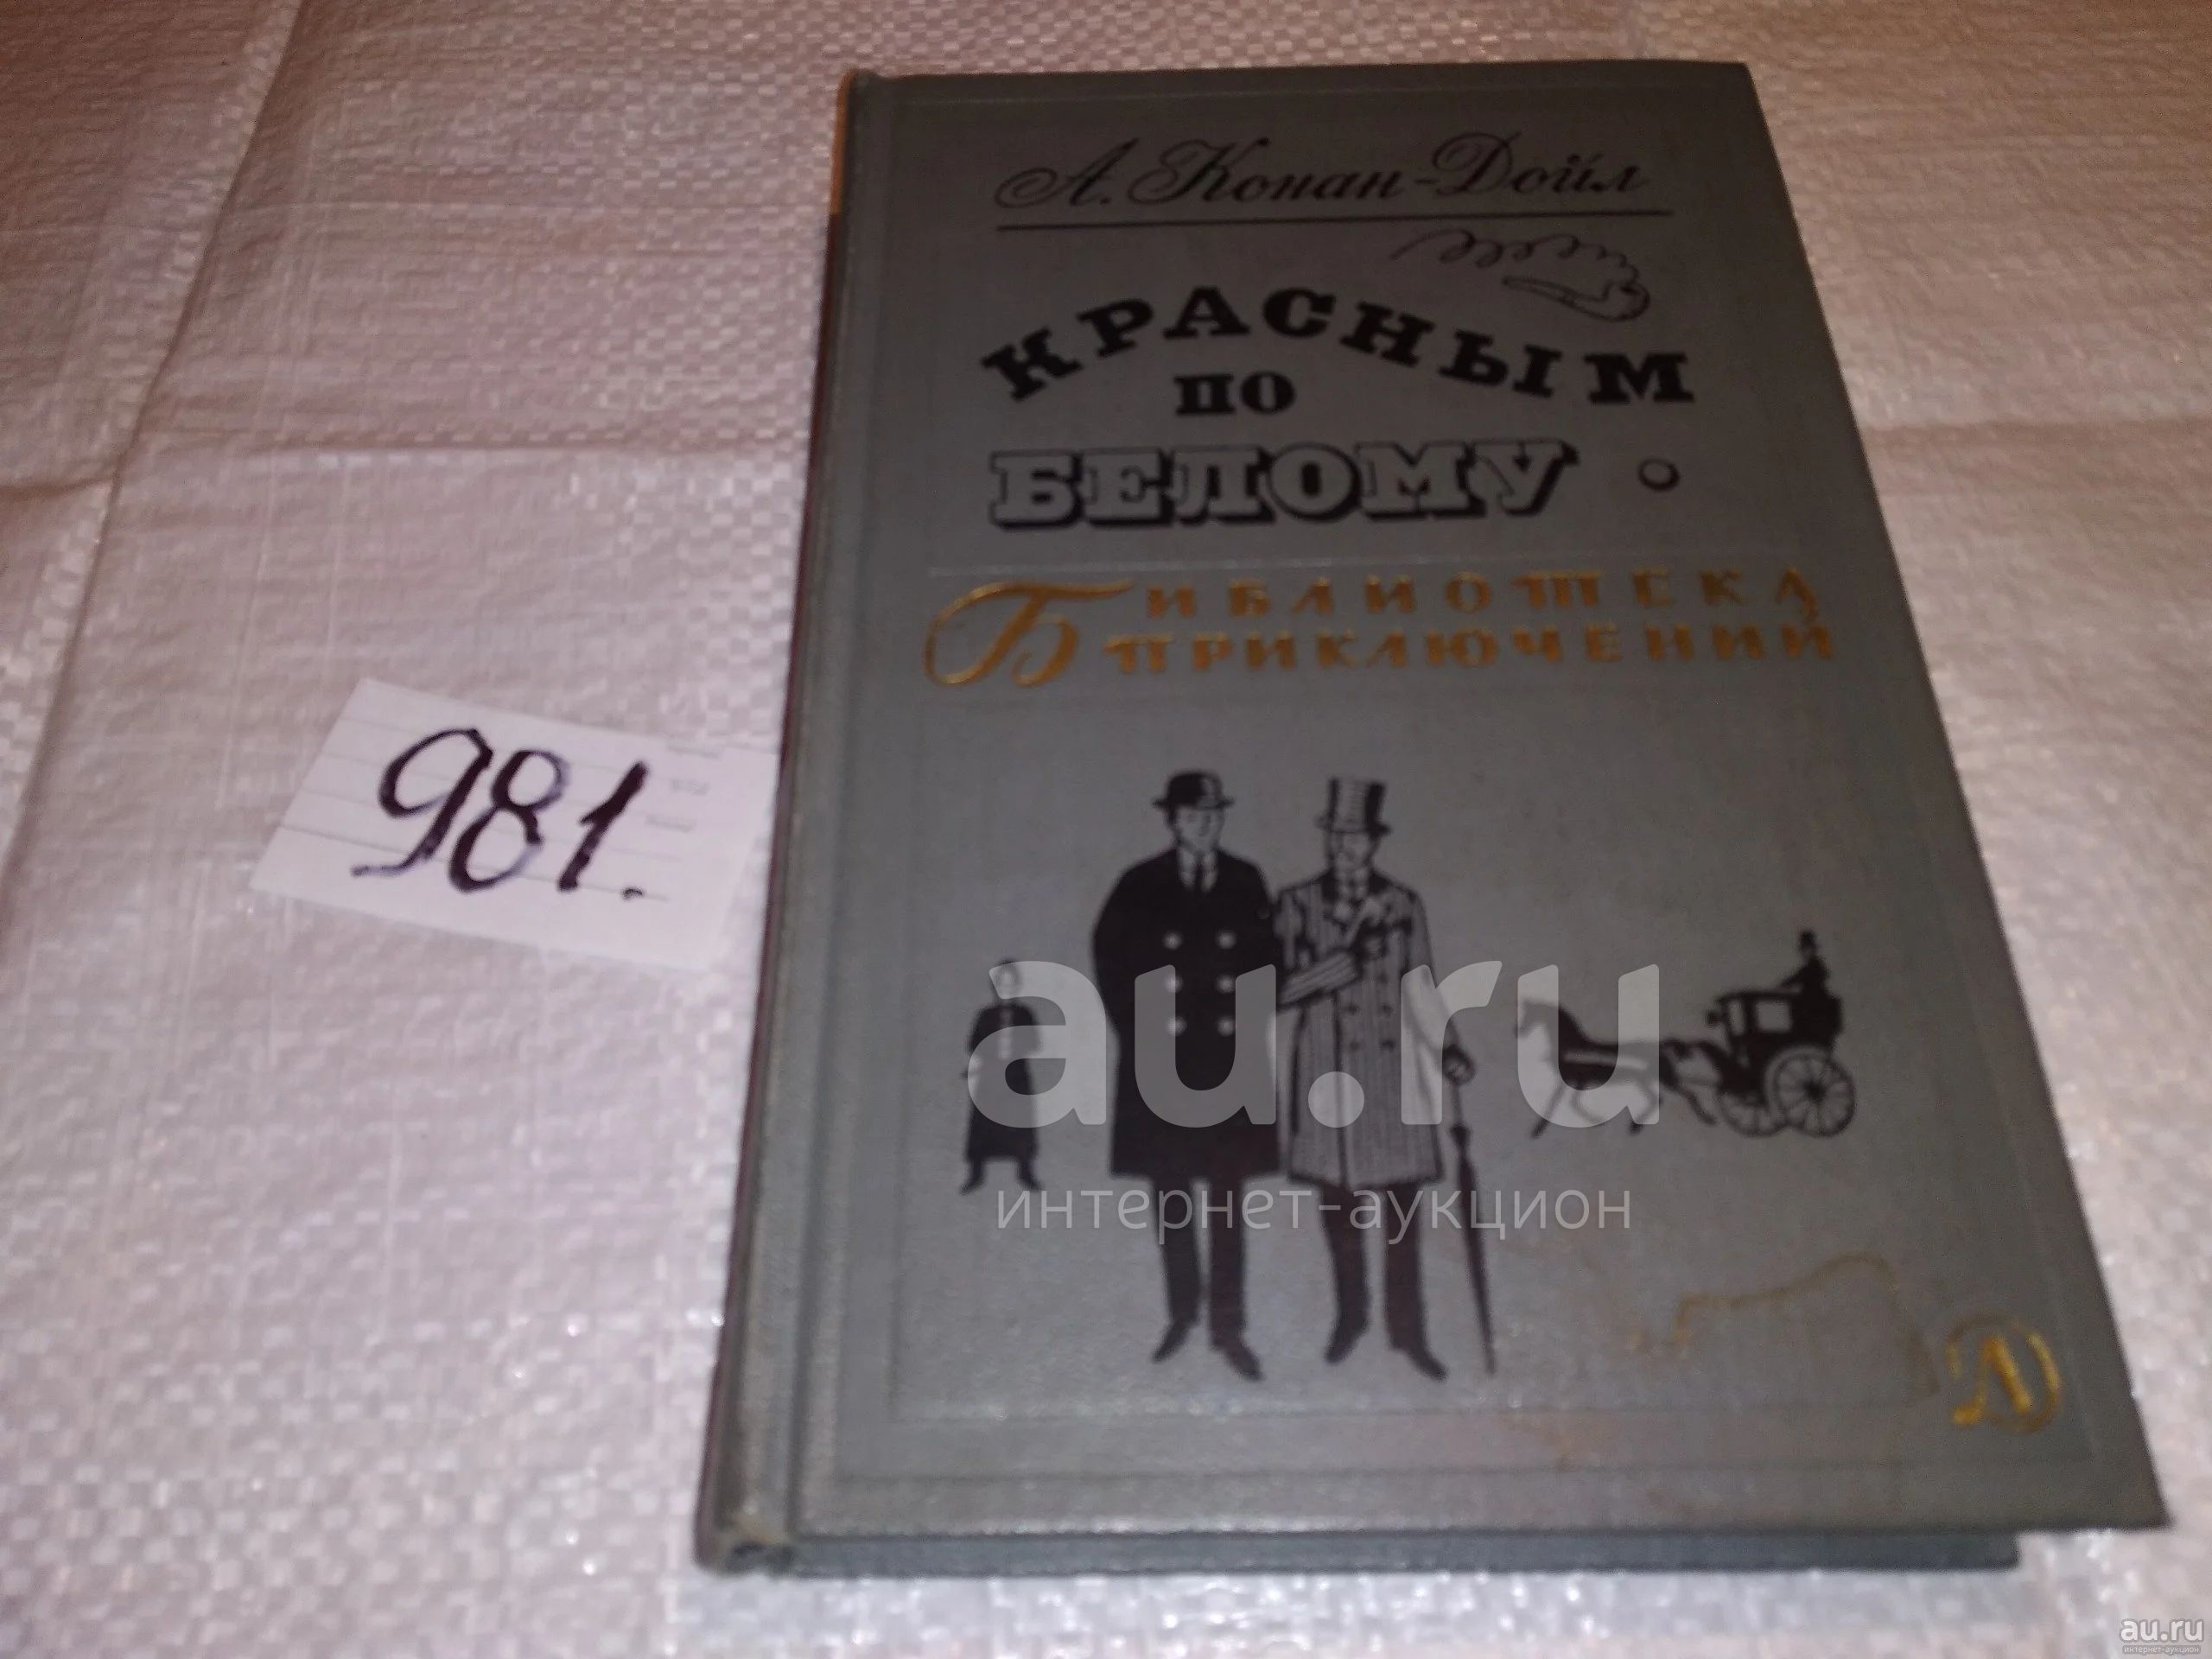 А. Конан-Дойл
КРАСНЫМ
ПО
БЕЛОМУ
БИБЛИОТЕКА
ПРИКЛЮЧЕНИЙ
981.
au.ru
интернет-аукцион
au.ru
интернет-аукцион